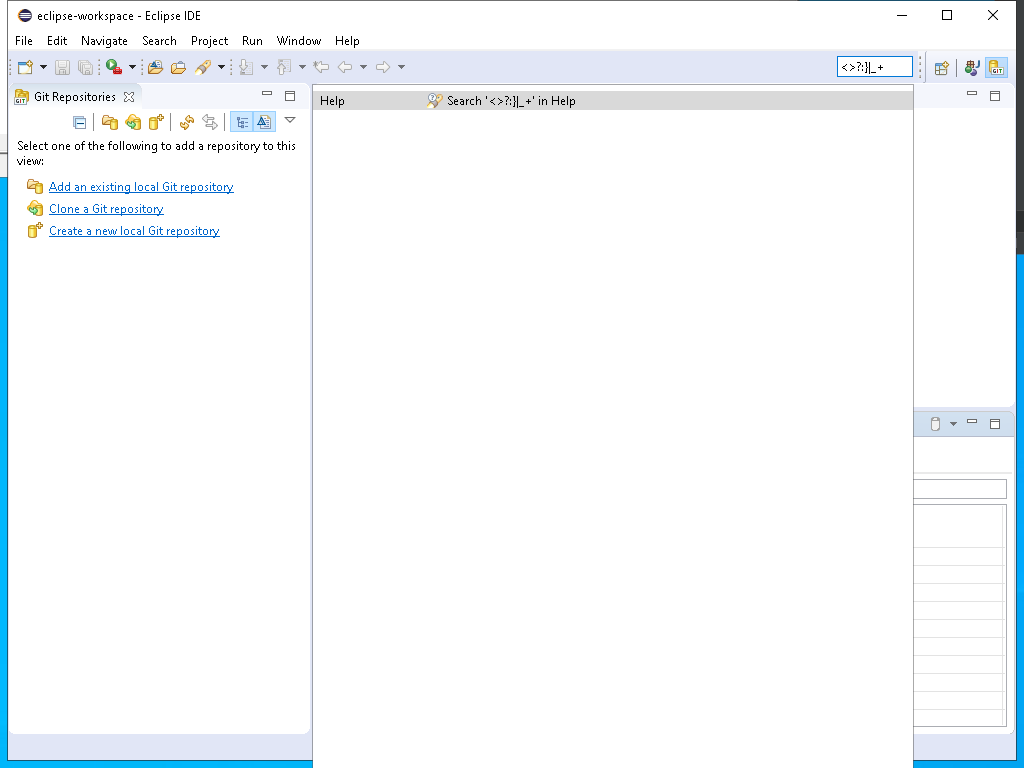 eclipse-workspace - Eclipse IDE
File Edit Navigate Search Project Run Window Help
<>?:}|_+
Git Repositories
Help Search '<>?:}|_+' in Help
Select one of the following to add a repository to this
view:
Add an existing local Git repository
Clone a Git repository
Create a new local Git repository